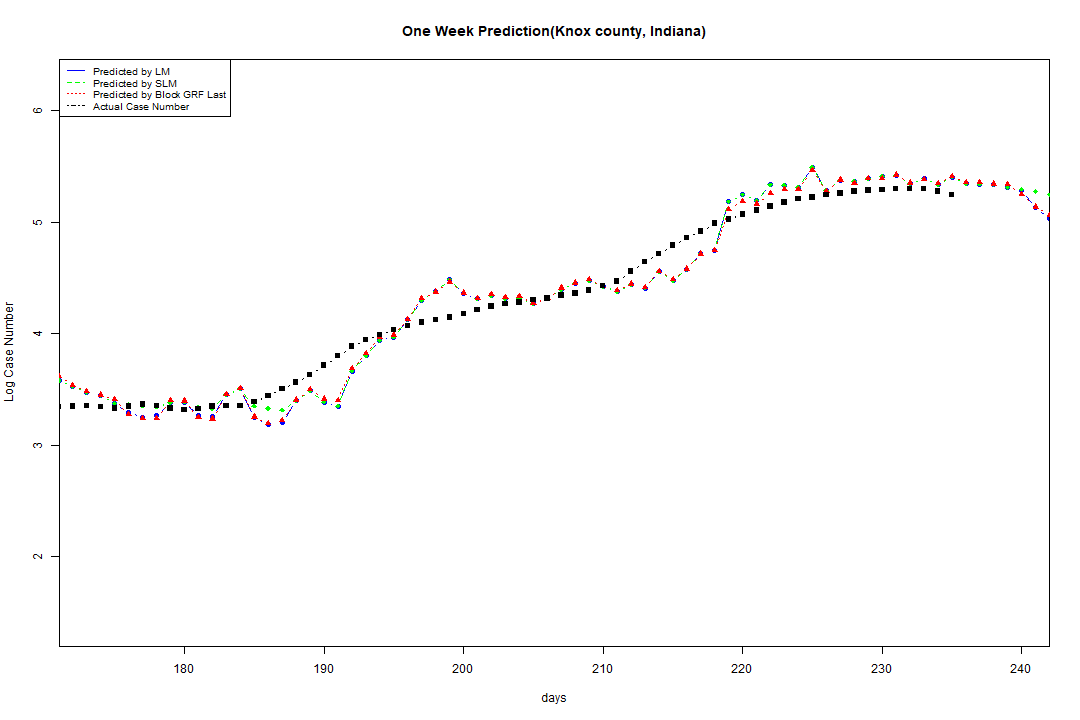 One Week Prediction(Knox county, Indiana)
Predicted by LM
Predicted by SLM
Predicted by Block GRF Last
Actual Case Number
6
5
4
3
2
Log Case Number
180 190 200 210 220 230 240
days